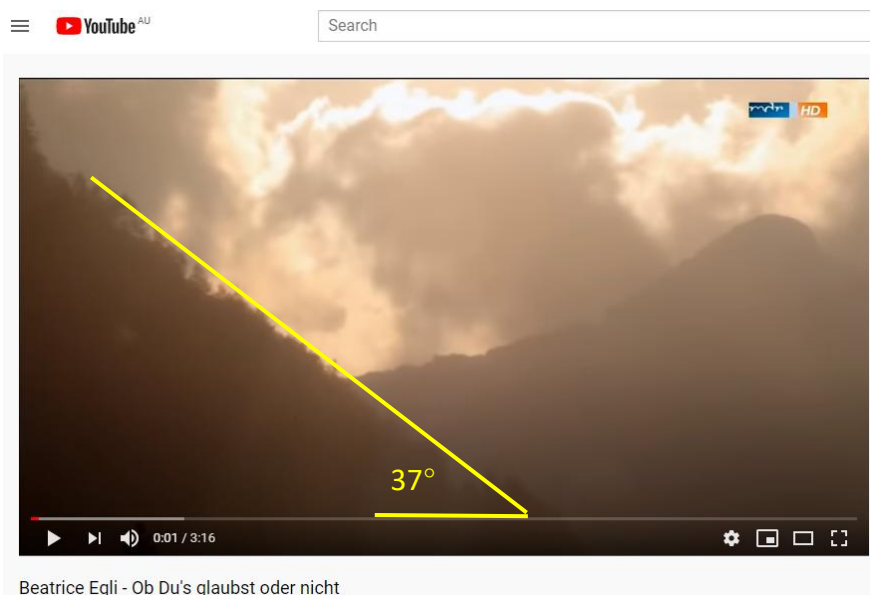 YouTube AU
Search
mdr HD
37°
0:01 / 3:16
Beatrice Egli - Ob Du's glaubst oder nicht